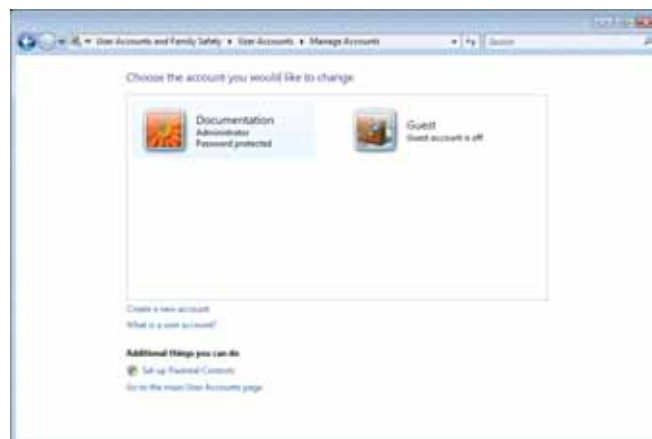 User Accounts and Family Safety ▸ User Accounts ▸ Manage Accounts
Search
Choose the account you would like to change
Documentation
Administrator
Password protected
Guest
Guest account is off
Create a new account
What is a user account?
Additional things you can do
Set up Parental Controls
Go to the main User Accounts page